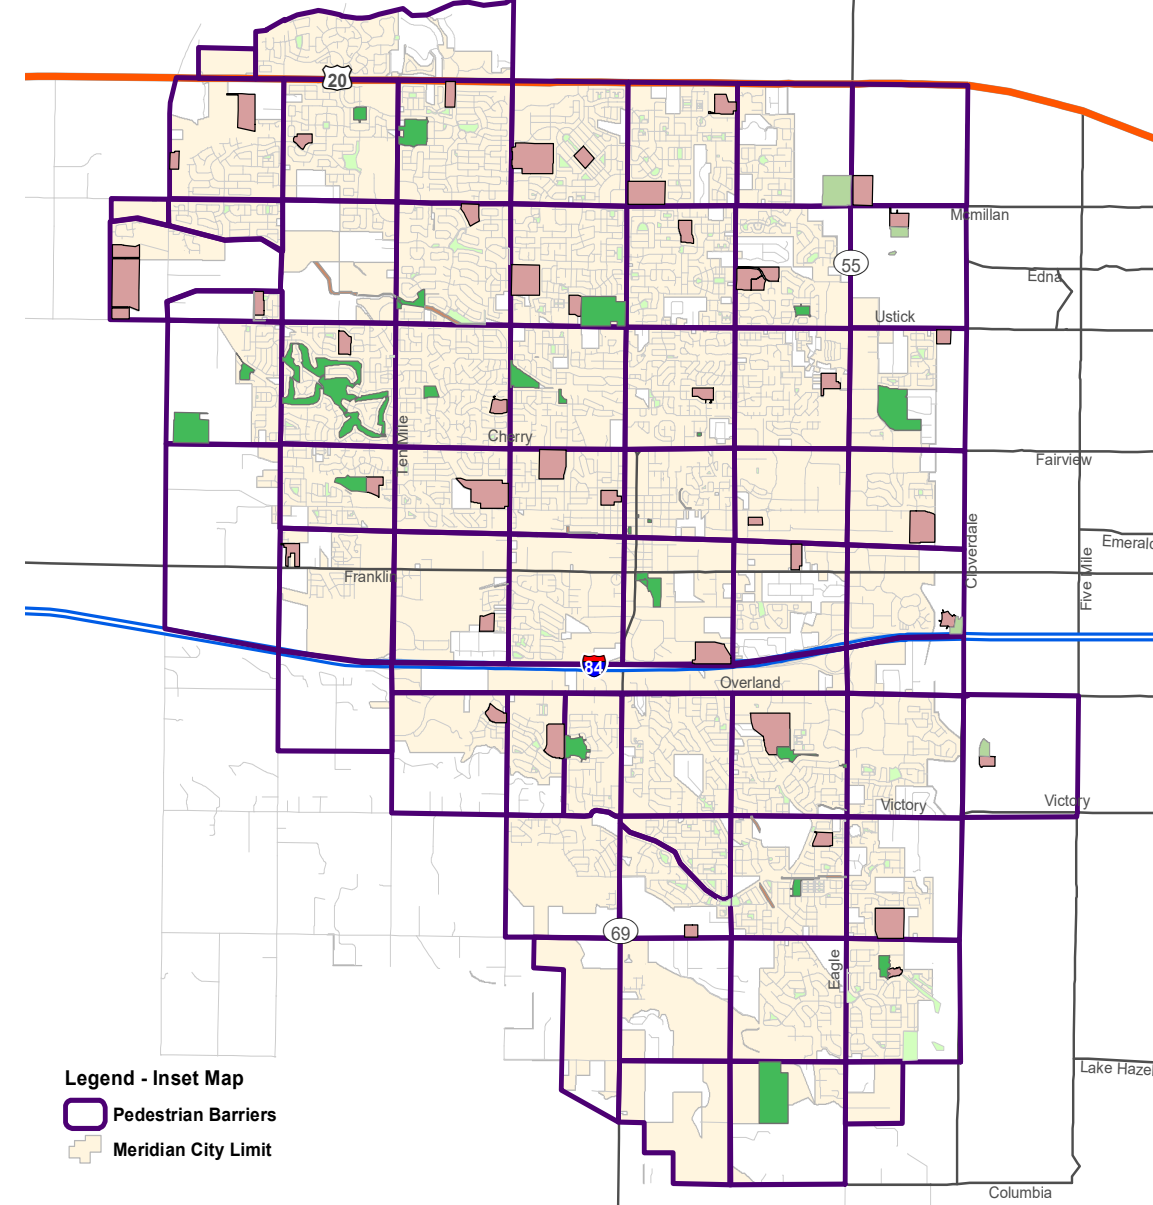 20
Mcmillan
55
Edna
Ustick
Ten Mile
Cherry
Fairview
Cloverdale
Emerald
Five Mile
Franklin
84
Overland
Victory
Victory
69
Eagle
Lake Hazel
Columbia
Legend - Inset Map
Pedestrian Barriers
Meridian City Limit